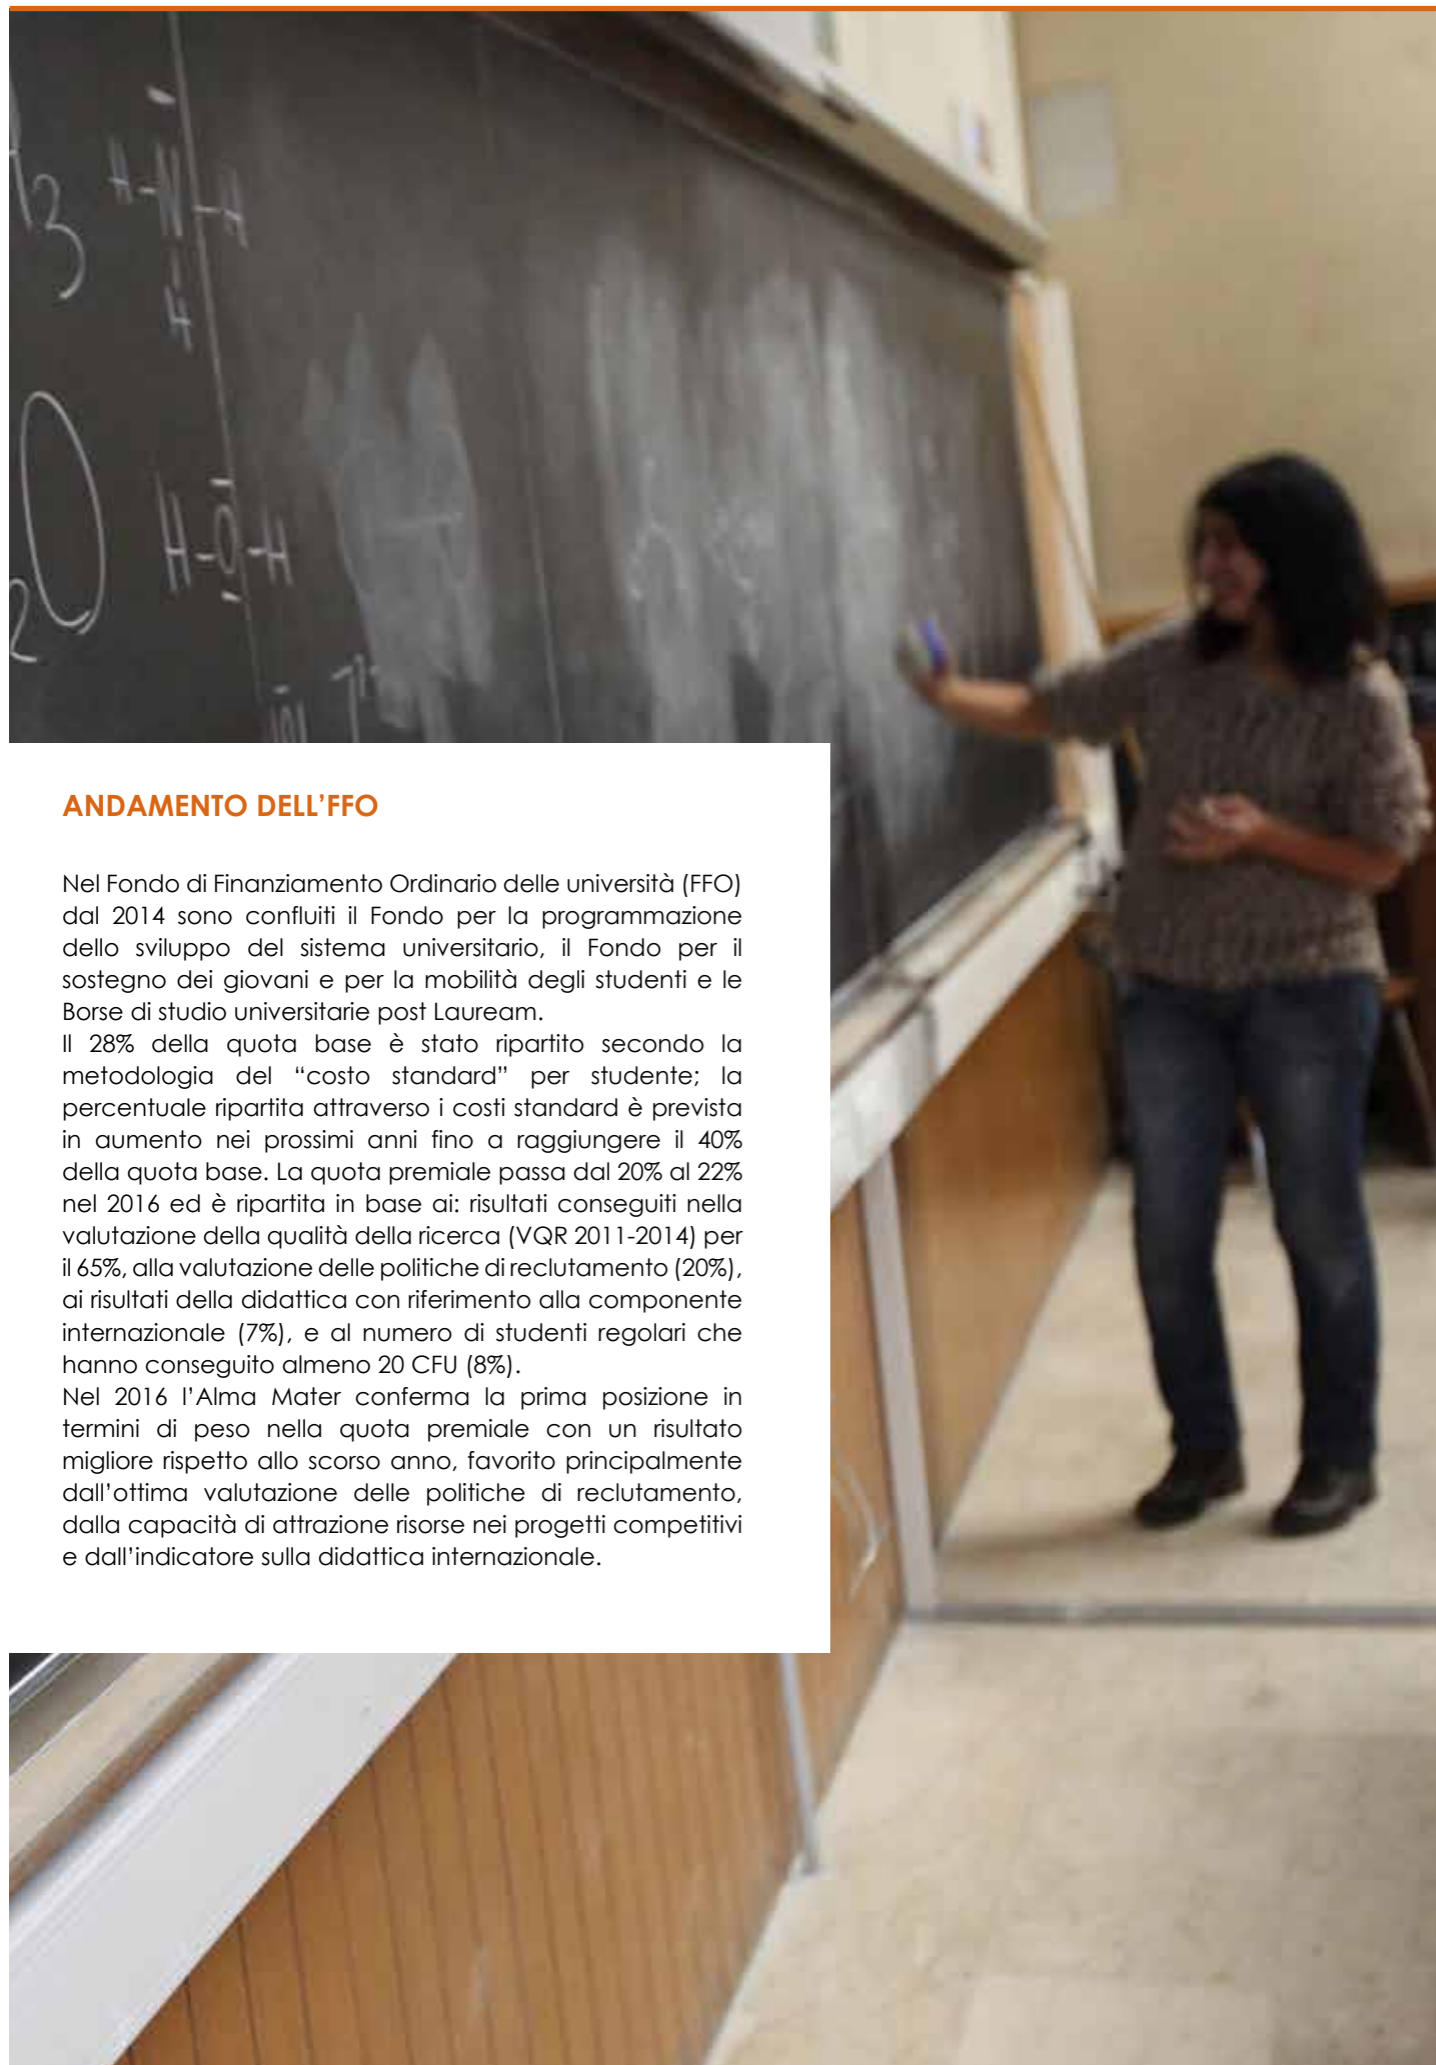 3
H-N-H
H
2O
H-O-H
ANDAMENTO DELL’FFO
Nel Fondo di Finanziamento Ordinario delle università (FFO)
dal 2014 sono confluiti il Fondo per la programmazione
dello sviluppo del sistema universitario, il Fondo per il
sostegno dei giovani e per la mobilità degli studenti e le
Borse di studio universitarie post Lauream.
Il 28% della quota base è stato ripartito secondo la
metodologia del “costo standard” per studente; la
percentuale ripartita attraverso i costi standard è prevista
in aumento nei prossimi anni fino a raggiungere il 40%
della quota base. La quota premiale passa dal 20% al 22%
nel 2016 ed è ripartita in base ai: risultati conseguiti nella
valutazione della qualità della ricerca (VQR 2011-2014) per
il 65%, alla valutazione delle politiche di reclutamento (20%),
ai risultati della didattica con riferimento alla componente
internazionale (7%), e al numero di studenti regolari che
hanno conseguito almeno 20 CFU (8%).
Nel 2016 l’Alma Mater conferma la prima posizione in
termini di peso nella quota premiale con un risultato
migliore rispetto allo scorso anno, favorito principalmente
dall’ottima valutazione delle politiche di reclutamento,
dalla capacità di attrazione risorse nei progetti competitivi
e dall’indicatore sulla didattica internazionale.